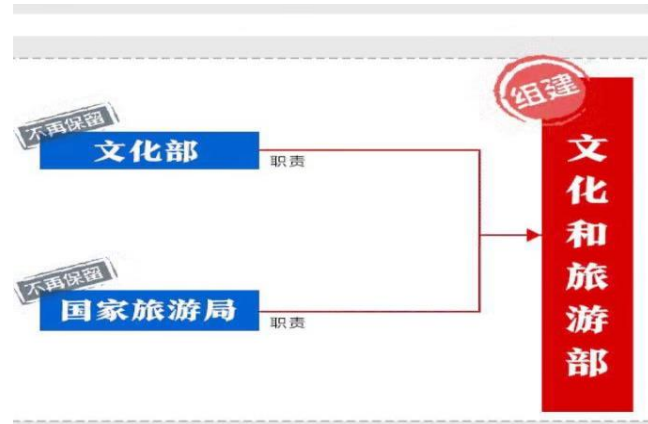 组建
不再保留
文化部
职责
文化和旅游部
不再保留
国家旅游局
职责